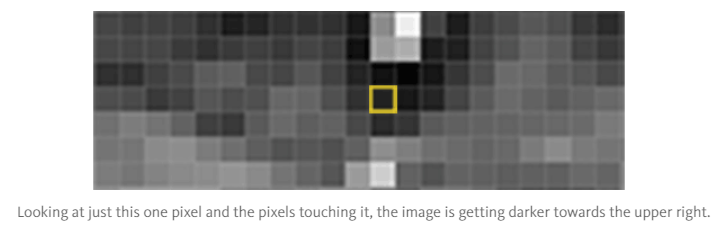 Looking at just this one pixel and the pixels touching it, the image is getting darker towards the upper right.